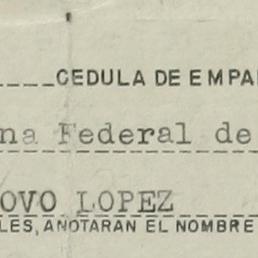 CEDULA DE EMPA
na Federal de
OVO LOPEZ
LES, ANOTARAN EL NOMBRE